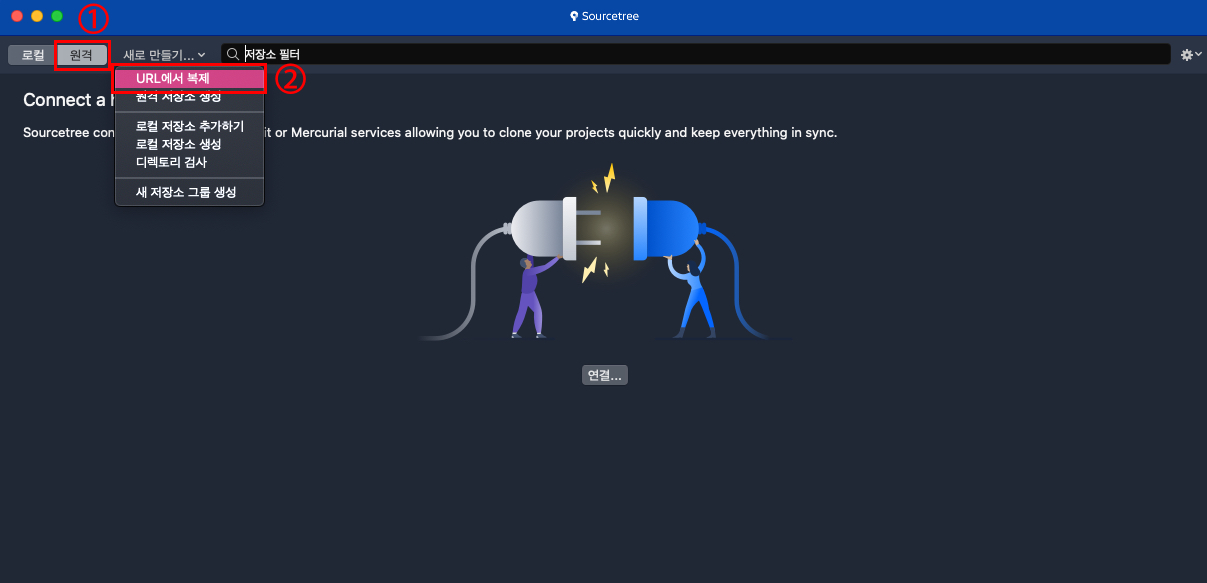 ①
Sourcetree
로컬
원격
새로 만들기...
저장소 필터
URL에서 복제
②
원격 저장소 생성
Connect a
로컬 저장소 추가하기
Sourcetree con
it or Mercurial services allowing you to clone your projects quickly and keep everything in sync.
로컬 저장소 생성
디렉토리 검사
새 저장소 그룹 생성
연결...